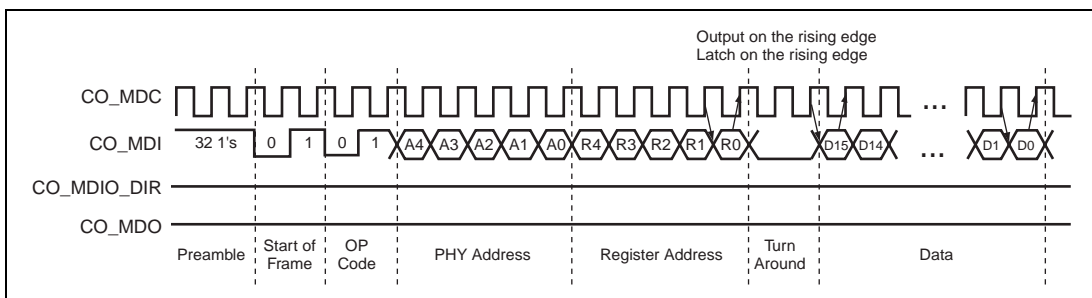 Output on the rising edge
Latch on the rising edge
CO_MDC
...
CO_MDI 32 1's 0 1 0 1 A4 A3 A2 A1 A0 R4 R3 R2 R1 R0 D15 D14 ... D1 D0
CO_MDIO_DIR
CO_MDO
Preamble Start of Frame OP Code PHY Address Register Address Turn Around Data